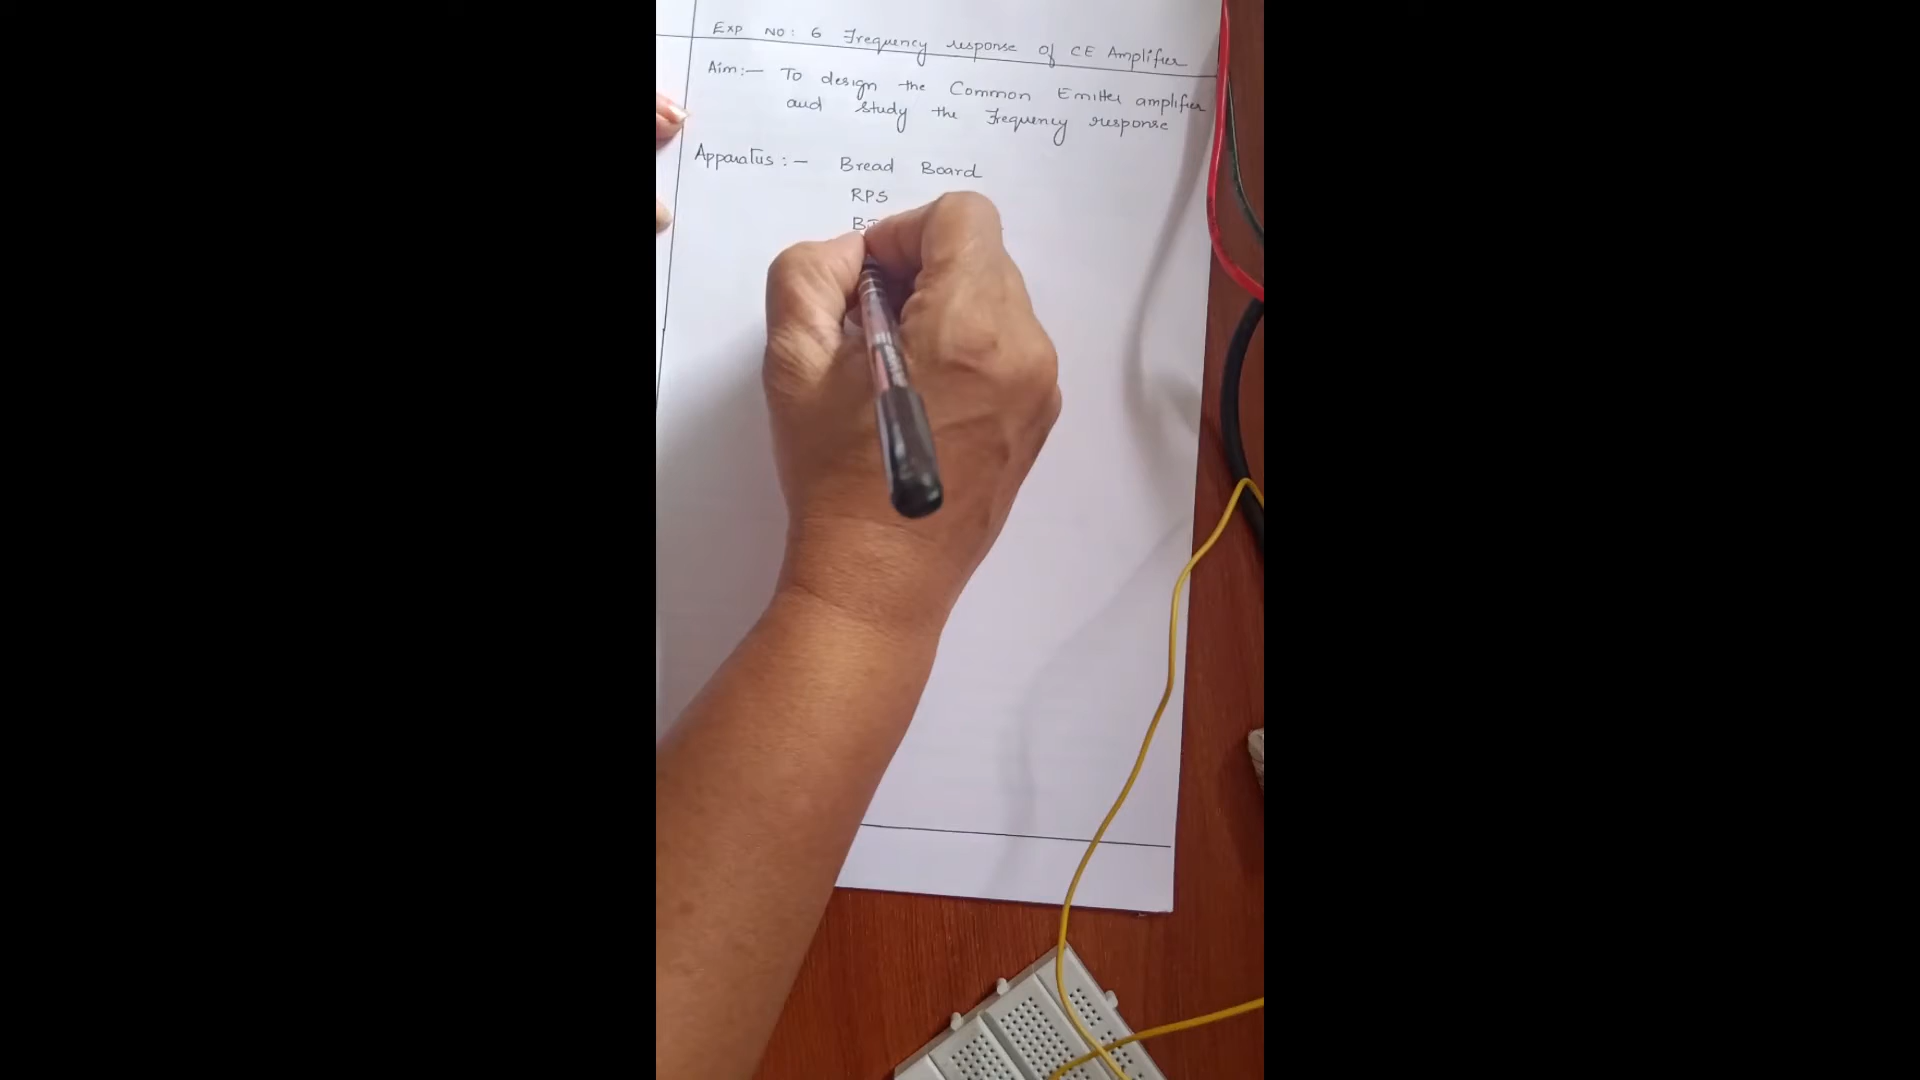 Exp No: 6 Frequency response of CE Amplifier
Aim:- To design the Common Emitter amplifier
and study the Frequency response
Apparatus:- Bread Board
RPS